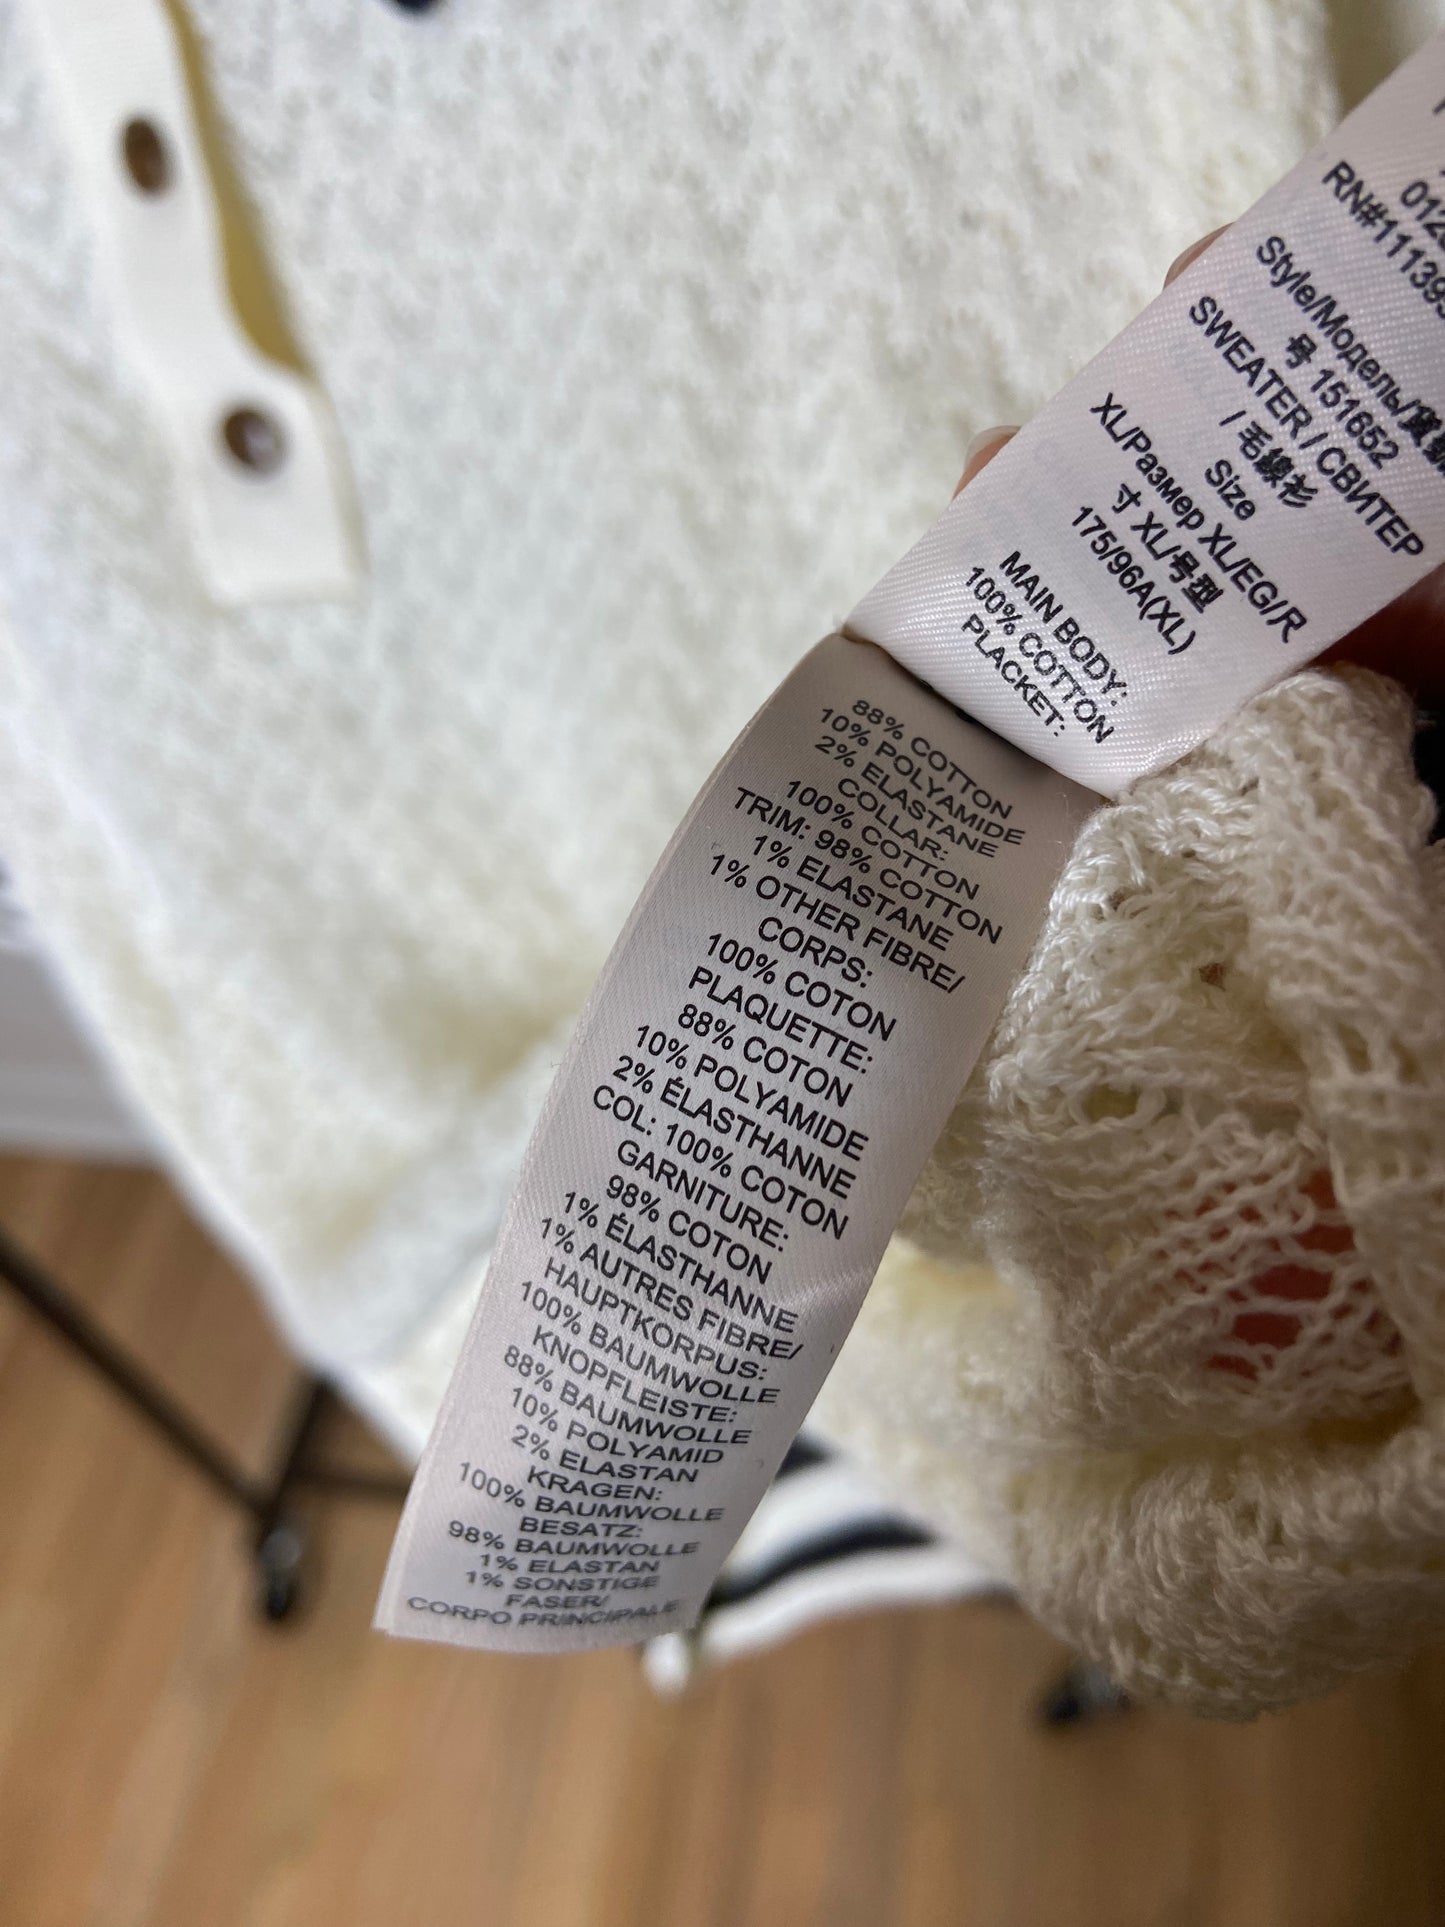 Style/Модель/
号 151652
SWEATER / СВИТЕР
/ 毛線衫
Size
XL/Размер XL/EG/R
寸 XL/号型
175/96A(XL)
MAIN BODY:
100% COTTON
PLACKET:
88% COTTON
10% POLYAMIDE
2% ELASTANE
COLLAR:
100% COTTON
TRIM: 98% COTTON
1% ELASTANE
1% OTHER FIBRE/
CORPS:
100% COTON
PLAQUETTE:
88% COTON
10% POLYAMIDE
2% ÉLASTHANNE
COL: 100% COTON
GARNITURE:
98% COTON
1% ÉLASTHANNE
1% AUTRES FIBRE/
HAUPTKORPUS:
100% BAUMWOLLE
KNOPFLEISTE:
88% BAUMWOLLE
10% POLYAMID
2% ELASTAN
KRAGEN:
100% BAUMWOLLE
BESATZ:
98% BAUMWOLLE
1% ELASTAN
1% SONSTIGE
FASER/
CORPO PRINCIPALE